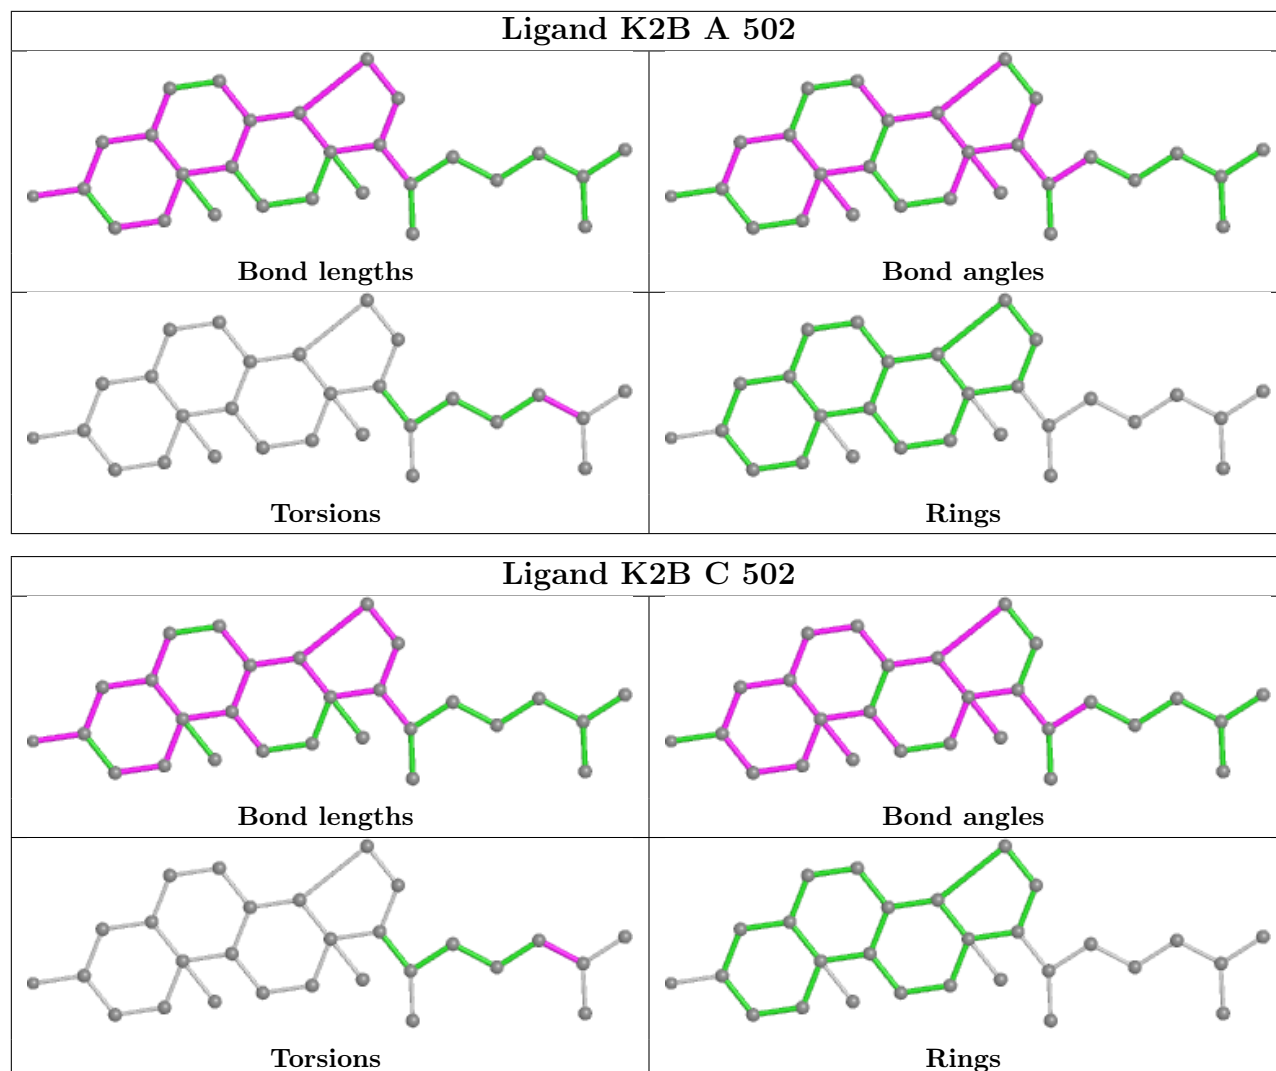 Ligand K2B A 502
Bond lengths
Bond angles
Torsions
Rings
Ligand K2B C 502
Bond lengths
Bond angles
Torsions
Rings